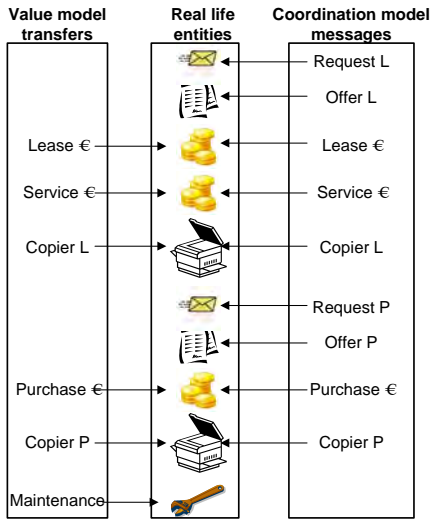 Value model
transfers
Real life
entities
Coordination model
messages
Request L
Offer L
Lease € Lease €
Service € Service €
Copier L Copier L
Request P
Offer P
Purchase € Purchase €
Copier P Copier P
Maintenance